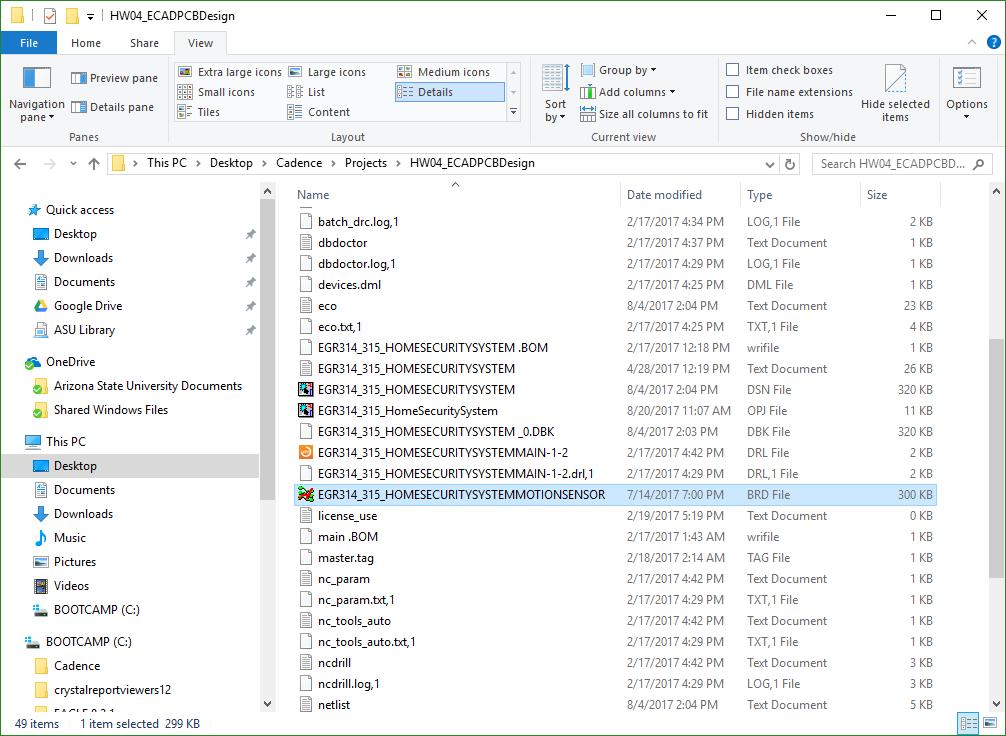 HW04_ECADPCBDesign
File Home Share View
Navigation pane
Preview pane
Details pane
Panes
Extra large icons Large icons Medium icons
Small icons List Details
Tiles Content
Layout
Sort by
Group by
Add columns
Size all columns to fit
Current view
Item check boxes
File name extensions
Hidden items
Hide selected items
Show/hide
Options
This PC > Desktop > Cadence > Projects > HW04_ECADPCBDesign
Search HW04_ECADPCBD...
Quick access
Desktop
Downloads
Documents
Google Drive
ASU Library
OneDrive
Arizona State University Documents
Shared Windows Files
This PC
Desktop
Documents
Downloads
Music
Pictures
Videos
BOOTCAMP (C:)
BOOTCAMP (C:)
Cadence
crystalreportviewers12
Name Date modified Type Size
batch_drc.log,1 2/17/2017 4:34 PM LOG,1 File 2 KB
dbdoctor 2/17/2017 4:37 PM Text Document 1 KB
dbdoctor.log,1 2/17/2017 4:29 PM LOG,1 File 1 KB
devices.dml 2/17/2017 4:25 PM DML File 1 KB
eco 8/4/2017 2:04 PM Text Document 23 KB
eco.txt,1 2/17/2017 4:25 PM TXT,1 File 4 KB
EGR314_315_HOMESECURITYSYSTEM .BOM 2/17/2017 12:18 PM wrifile 1 KB
EGR314_315_HOMESECURITYSYSTEM 4/28/2017 12:19 PM Text Document 26 KB
EGR314_315_HOMESECURITYSYSTEM 8/4/2017 2:04 PM DSN File 320 KB
EGR314_315_HomeSecuritySystem 8/20/2017 11:07 AM OPJ File 11 KB
EGR314_315_HOMESECURITYSYSTEM _0.DBK 8/4/2017 2:03 PM DBK File 320 KB
EGR314_315_HOMESECURITYSYSTEMMAIN-1-2 2/17/2017 4:42 PM DRL File 2 KB
EGR314_315_HOMESECURITYSYSTEMMAIN-1-2.drl,1 2/17/2017 4:29 PM DRL,1 File 2 KB
EGR314_315_HOMESECURITYSYSTEMMOTIONSENSOR 7/14/2017 7:00 PM BRD File 300 KB
license_use 2/19/2017 5:19 PM Text Document 0 KB
main .BOM 2/17/2017 1:43 AM wrifile 1 KB
master.tag 2/18/2017 2:14 AM TAG File 1 KB
nc_param 2/17/2017 4:42 PM Text Document 1 KB
nc_param.txt,1 2/17/2017 4:29 PM TXT,1 File 1 KB
nc_tools_auto 2/17/2017 4:42 PM Text Document 1 KB
nc_tools_auto.txt,1 2/17/2017 4:29 PM TXT,1 File 1 KB
ncdrill 2/17/2017 4:42 PM Text Document 3 KB
ncdrill.log,1 2/17/2017 4:29 PM LOG,1 File 3 KB
netlist 8/4/2017 2:04 PM Text Document 5 KB
49 items 1 item selected 299 KB